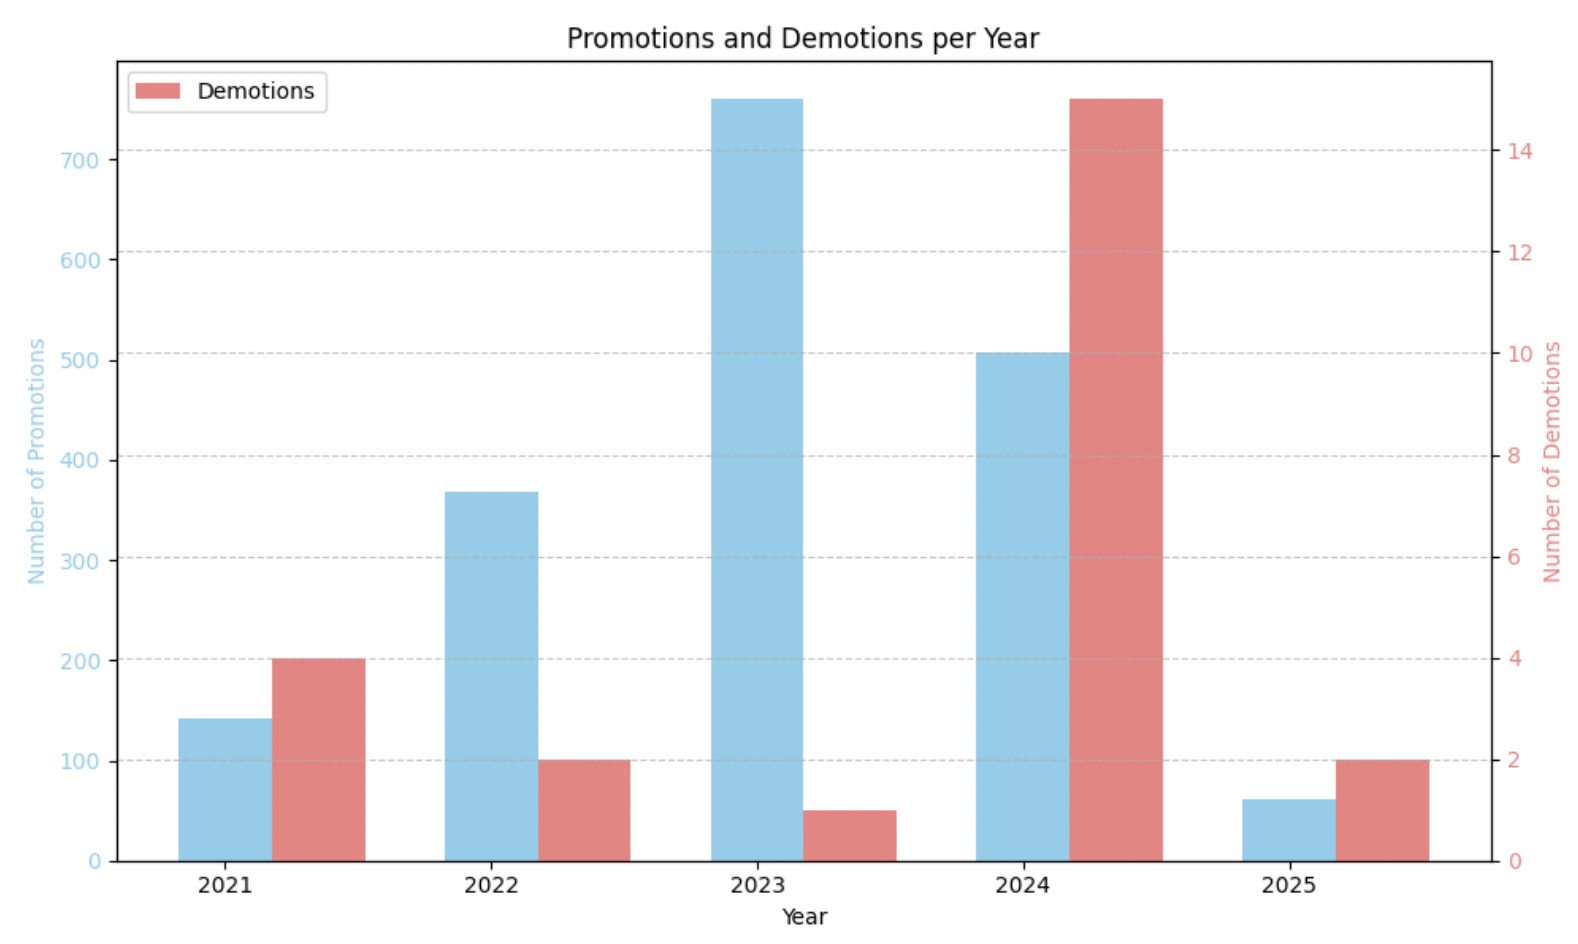 Promotions and Demotions per Year
Demotions
Number of Promotions
700
600
500
400
300
200
100
0
14
12
10
8
6
4
2
0
Number of Demotions
2021 2022 2023 2024 2025
Year